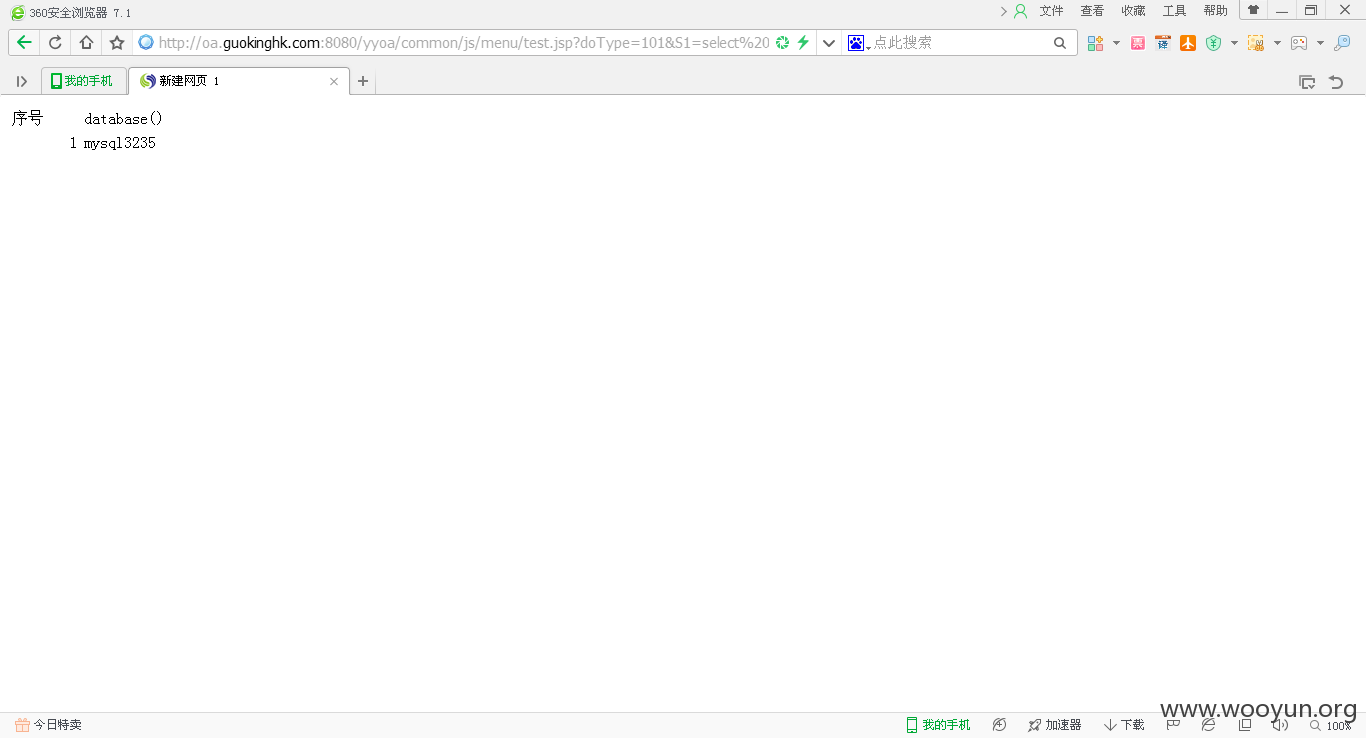 360安全浏览器 7.1
文件 查看 收藏 工具 帮助
http://oa.guokinghk.com:8080/yyoa/common/js/menu/test.jsp?doType=101&S1=select%20
点此搜索
我的手机
新建网页 1
序号 database()
1 mysql3235
今日特卖
我的手机
加速器
下载
100%
www.wooyun.org